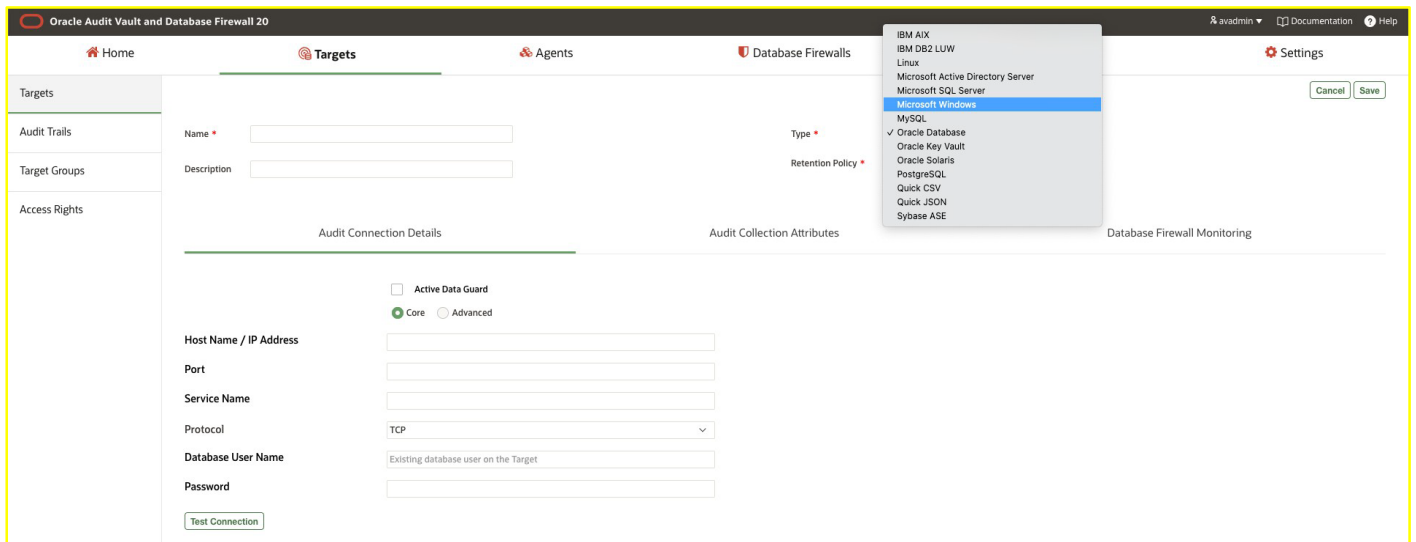 Oracle Audit Vault and Database Firewall 20
avadmin
Documentation
? Help
Home
Targets
Agents
Database Firewalls
Settings
Targets
Audit Trails
Target Groups
Access Rights
Cancel
Save
Name *
Type *
Description
Retention Policy *
IBM AIX
IBM DB2 LUW
Linux
Microsoft Active Directory Server
Microsoft SQL Server
Microsoft Windows
MySQL
✓ Oracle Database
Oracle Key Vault
Oracle Solaris
PostgreSQL
Quick CSV
Quick JSON
Sybase ASE
Audit Connection Details
Audit Collection Attributes
Database Firewall Monitoring
Active Data Guard
Core
Advanced
Host Name / IP Address
Port
Service Name
Protocol
TCP
Database User Name
Existing database user on the Target
Password
Test Connection